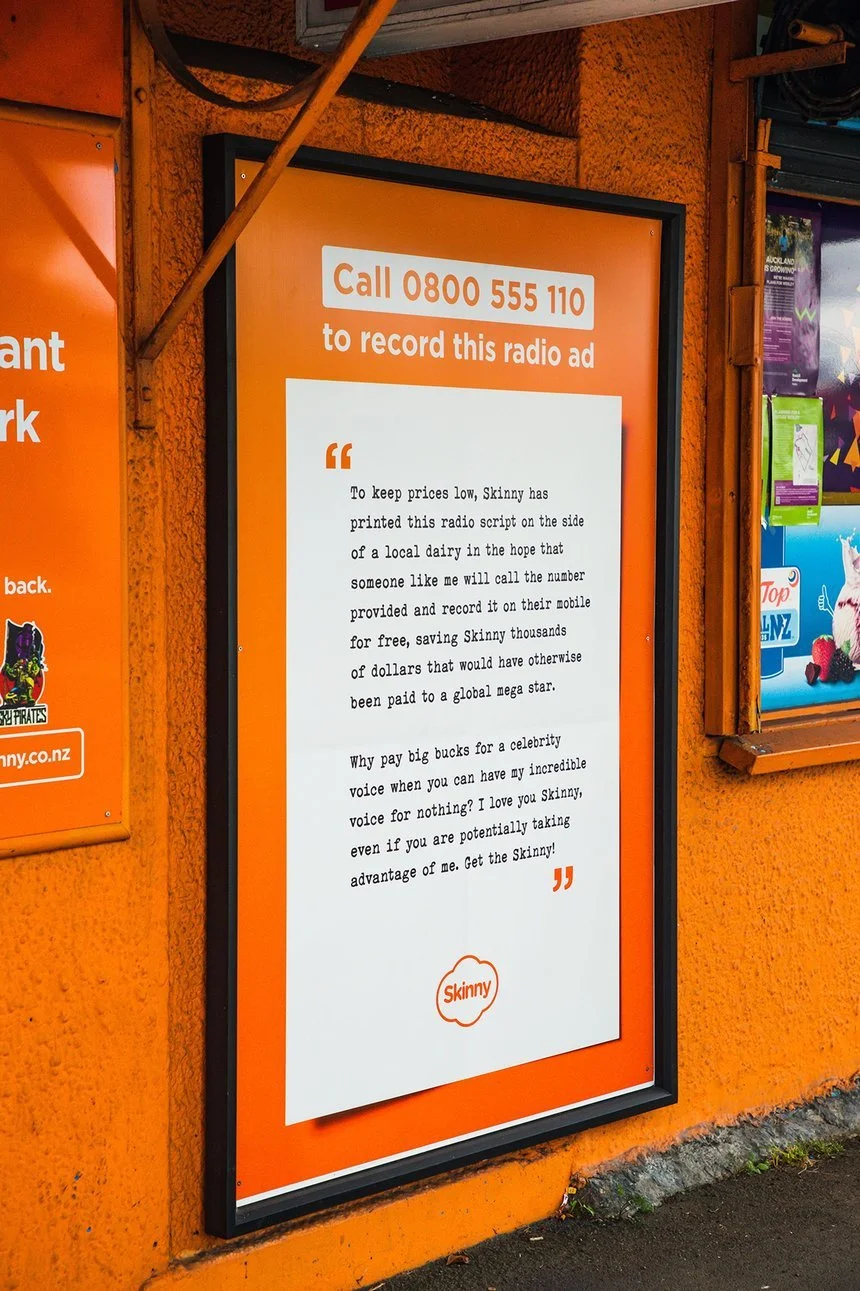 Call 0800 555 110
to record this radio ad
“
To keep prices low, Skinny has
printed this radio script on the side
of a local dairy in the hope that
someone like me will call the number
provided and record it on their mobile
for free, saving Skinny thousands
of dollars that would have otherwise
been paid to a global mega star.
Why pay big bucks for a celebrity
voice when you can have my incredible
voice for nothing? I love you Skinny,
even if you are potentially taking
advantage of me. Get the Skinny!
”
Skinny
ant
rk
back.
KY PIRATES
nny.co.nz
AUCKLAND
IS GROWING
Top
NZ